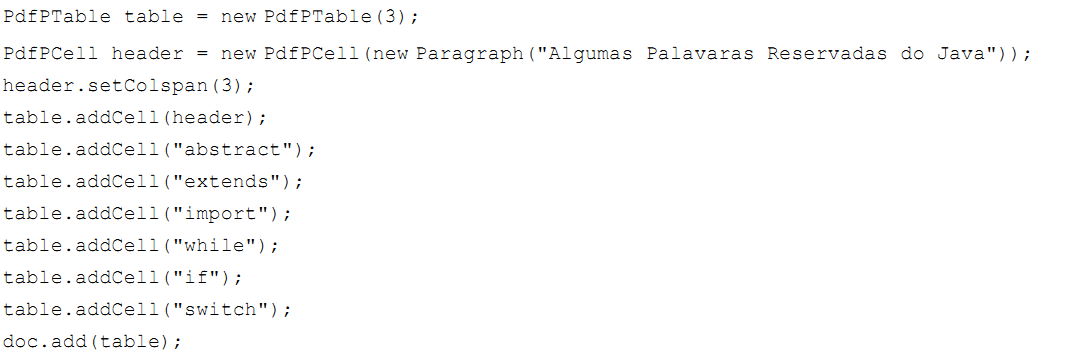 PdfPTable table = new PdfPTable(3);
PdfPCell header = new PdfPCell(new Paragraph("Algumas Palavaras Reservadas do Java"));
header.setColspan(3);
table.addCell(header);
table.addCell("abstract");
table.addCell("extends");
table.addCell("import");
table.addCell("while");
table.addCell("if");
table.addCell("switch");
doc.add(table);